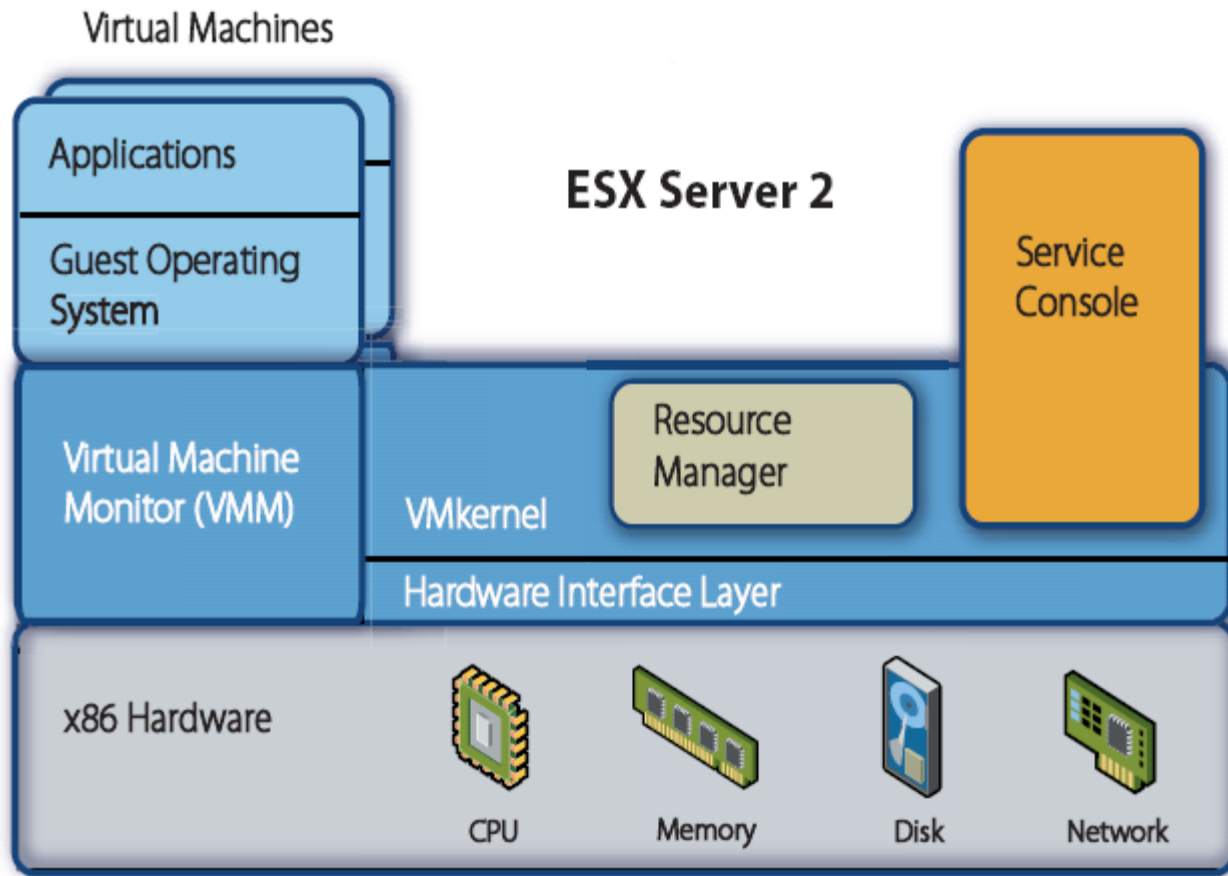 Virtual Machines
Applications
Guest Operating
System
ESX Server 2
Service
Console
Virtual Machine
Monitor (VMM)
VMkernel
Resource
Manager
Hardware Interface Layer
x86 Hardware
CPU
Memory
Disk
Network